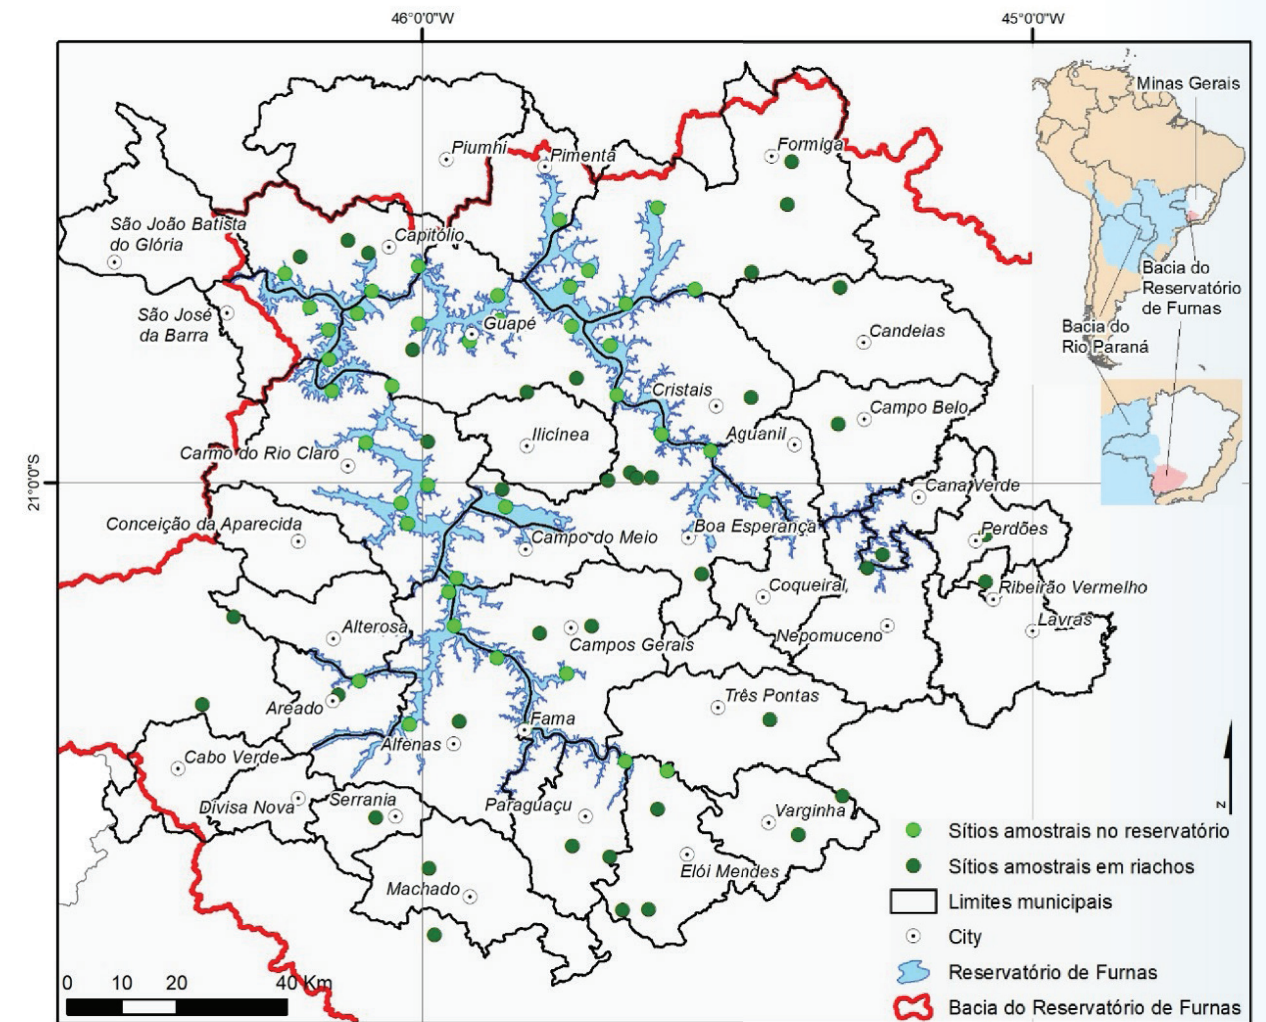 46°0'0"W
45°0'0"W
Minas Gerais
Piumhí
Pimenta
Formiga
São João Batista
do Glória
Capitólio
Bacia do
Reservatório
de Furnas
São José
da Barra
Guapé
Candeias
Bacia do
Rio Paraná
Cristais
Campo Belo
Ilicínea
Aguanil
Carmo do Rio Claro
21°0'0"S
Cana Verde
Conceição da Aparecida
Campo do Meio
Boa Esperança
Perdões
Coqueiral
Ribeirão Vermelho
Alterosa
Campos Gerais
Nepomuceno
Lavras
Areado
Três Pontas
Fama
Alfenas
Cabo Verde
Divisa Nova
Serrania
Paraguaçu
Varginha
N
Elói Mendes
Machado
Sítios amostrais no reservatório
Sítios amostrais em riachos
Limites municipais
City
Reservatório de Furnas
Bacia do Reservatório de Furnas
0 10 20 40 Km